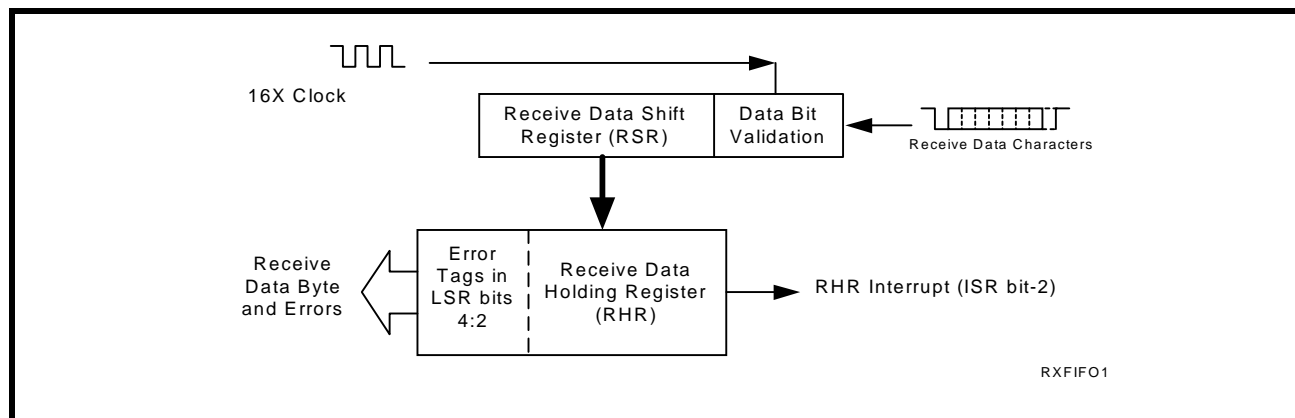 16X Clock
Receive Data Shift
Register (RSR)
Data Bit
Validation
Receive Data Characters
Receive
Data Byte
and Errors
Error
Tags in
LSR bits
4:2
Receive Data
Holding Register
(RHR)
RHR Interrupt (ISR bit-2)
RXFIFO1